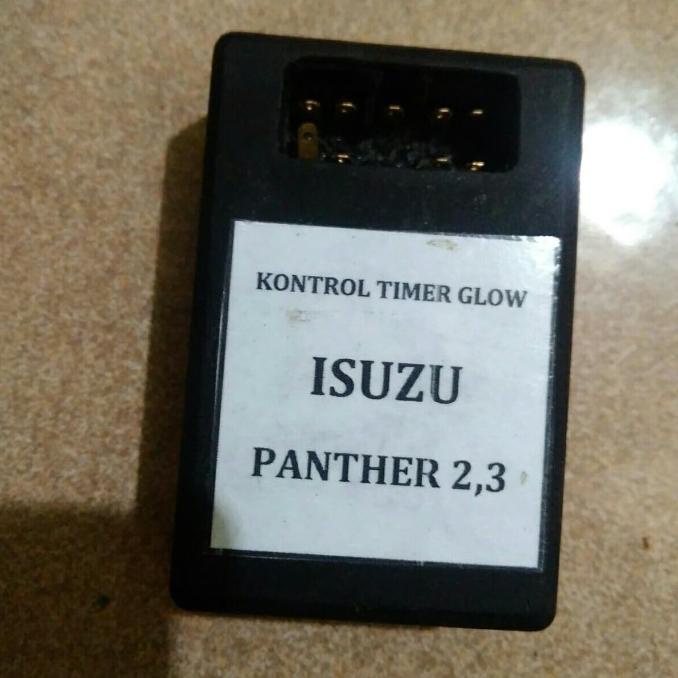 KONTROL TIMER GLOW
ISUZU
PANTHER 2,3